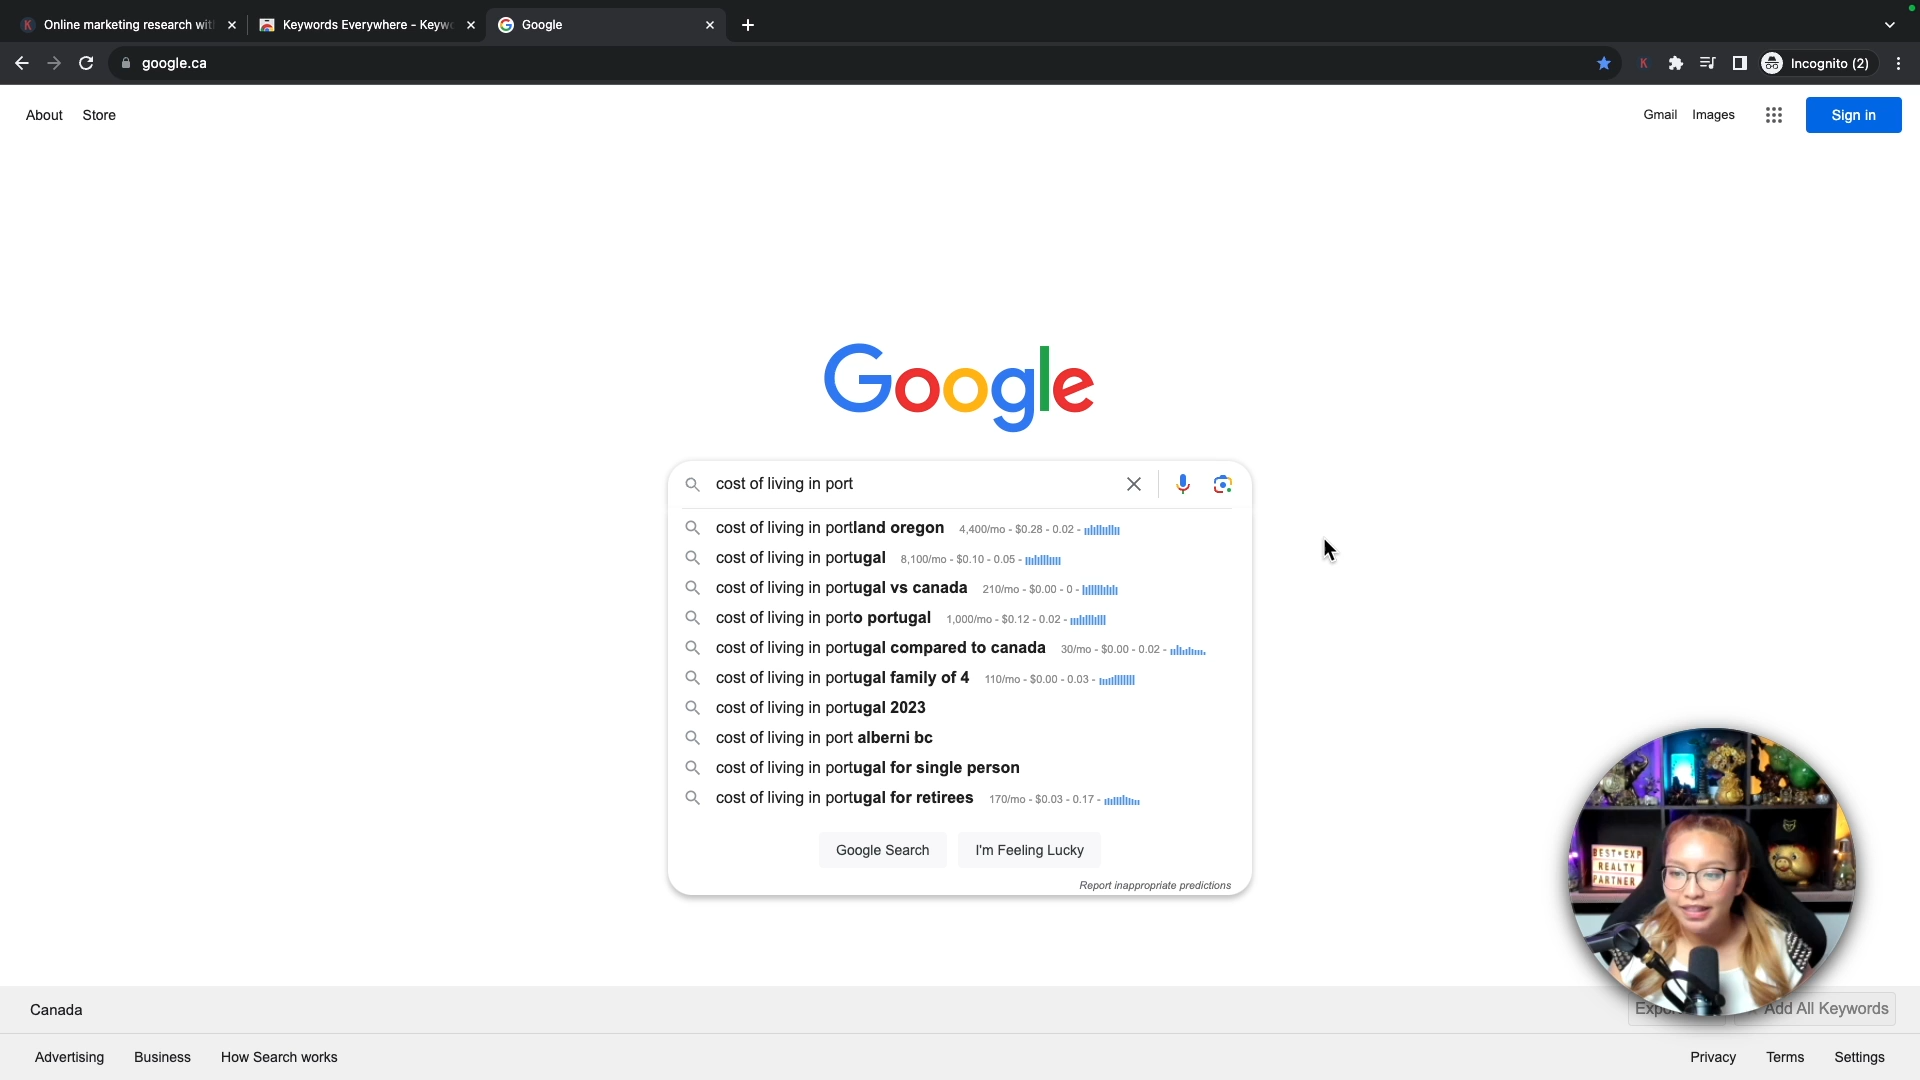 Online marketing research wit
Keywords Everywhere - Keyw
Google
google.ca
K
Incognito (2)
About
Store
Gmail
Images
Sign in
Google
cost of living in port
cost of living in portland oregon 4,400/mo - $0.28 - 0.02 -
cost of living in portugal 8,100/mo - $0.10 - 0.05 -
cost of living in portugal vs canada 210/mo - $0.00 - 0 -
cost of living in porto portugal 1,000/mo - $0.12 - 0.02 -
cost of living in portugal compared to canada 30/mo - $0.00 - 0.02 -
cost of living in portugal family of 4 110/mo - $0.00 - 0.03 -
cost of living in portugal 2023
cost of living in port alberni bc
cost of living in portugal for single person
cost of living in portugal for retirees 170/mo - $0.03 - 0.17 -
Google Search
I'm Feeling Lucky
Report inappropriate predictions
BEST★EXP
REALTY
PARTNER
Canada
Add All Keywords
Advertising
Business
How Search works
Privacy
Terms
Settings